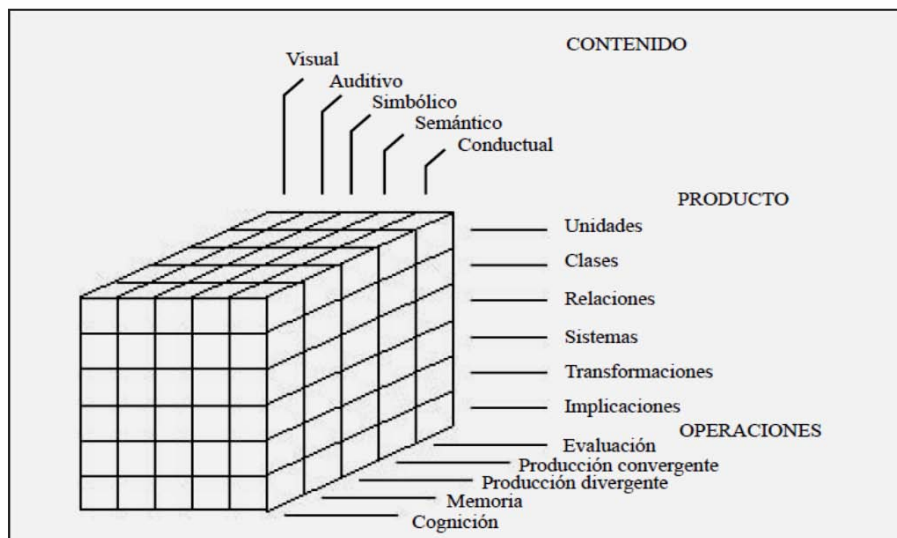 CONTENIDO
Visual
Auditivo
Simbólico
Semántico
Conductual
PRODUCTO
Unidades
Clases
Relaciones
Sistemas
Transformaciones
Implicaciones
OPERACIONES
Evaluación
Producción convergente
Producción divergente
Memoria
Cognición